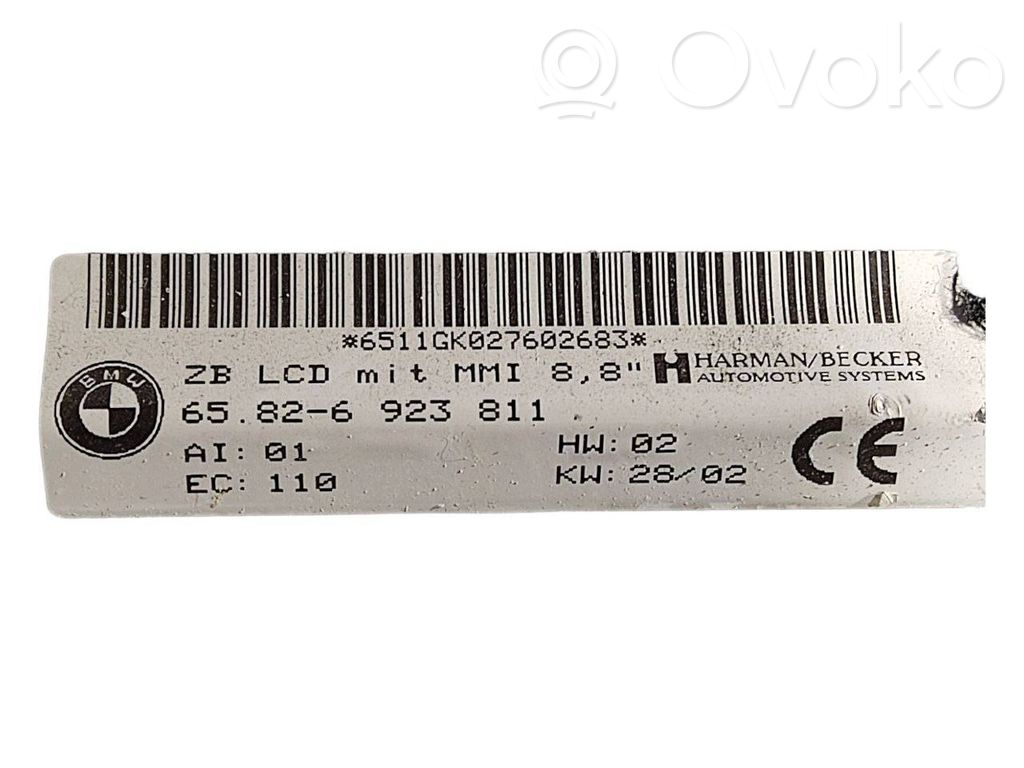 Ovoko
*6511GK027602683*
ZB LCD mit MMI 8,8" HARMAN/BECKER
AUTOMOTIVE SYSTEMS
BMW
65.82-6 923 811
AI: 01 HW: 02
EC: 110 KW: 28/02
CE